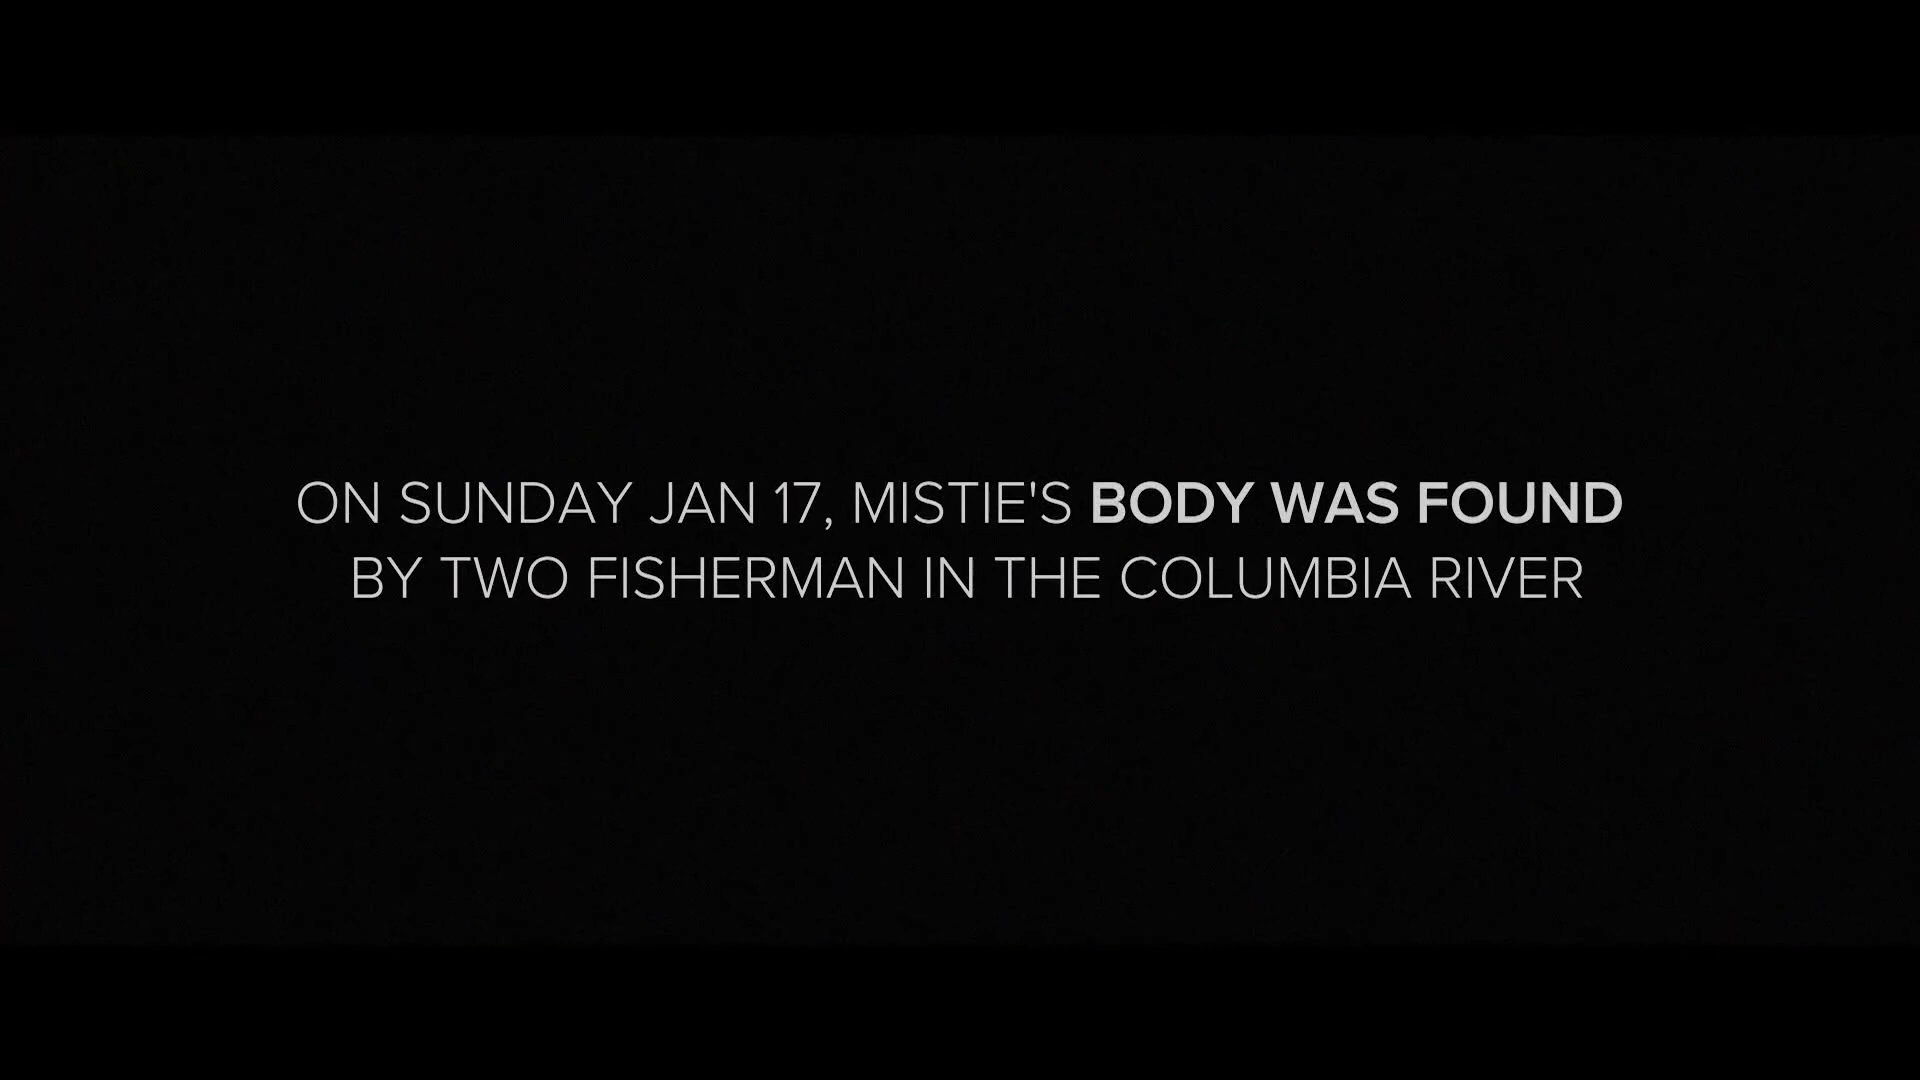 ON SUNDAY JAN 17, MISTIE'S BODY WAS FOUND
BY TWO FISHERMAN IN THE COLUMBIA RIVER